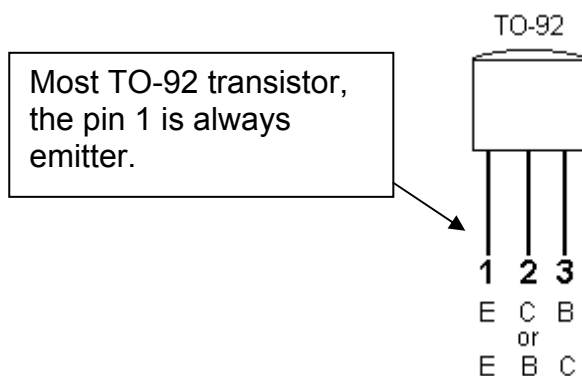 TO-92
Most TO-92 transistor,
the pin 1 is always
emitter.
1 2 3
E C B
or
E B C